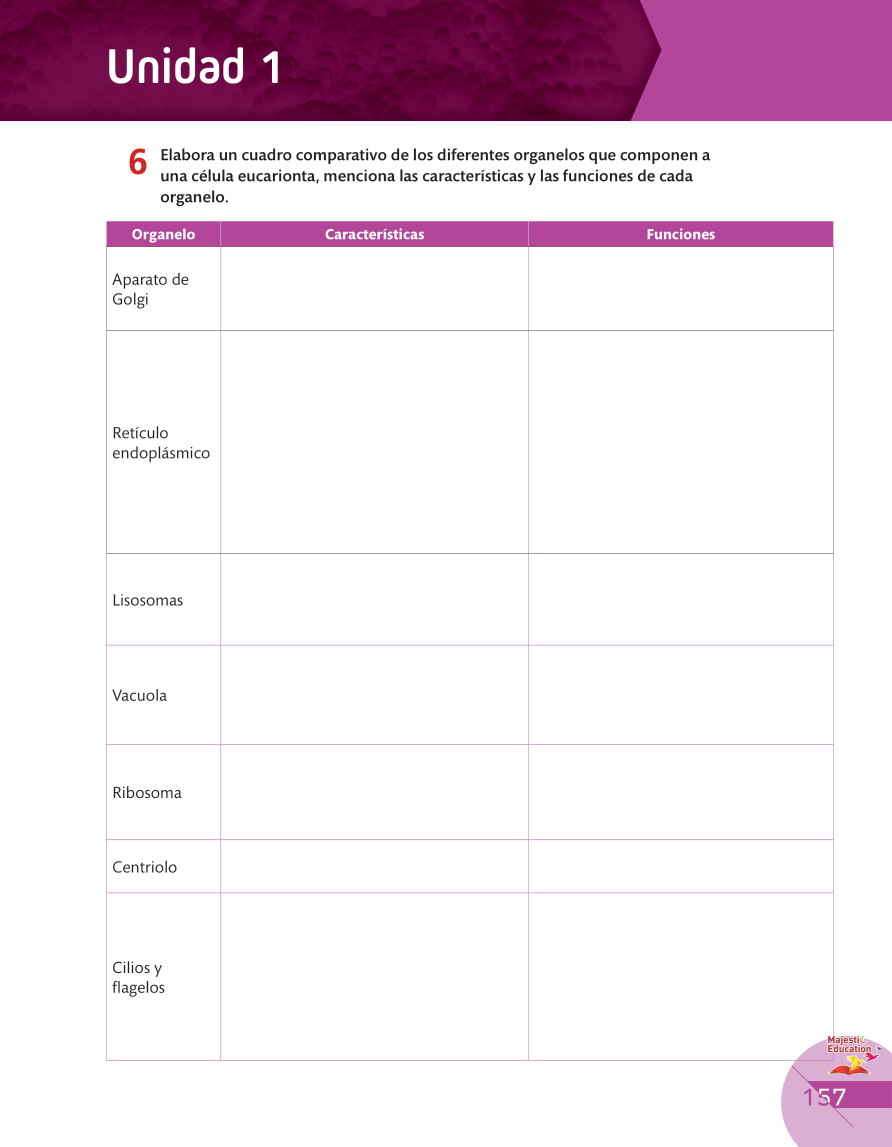 Unidad 1
6 Elabora un cuadro comparativo de los diferentes organelos que componen a
una célula eucarionta, menciona las características y las funciones de cada
organelo.
Organelo Características Funciones
Aparato de
Golgi
Retículo
endoplásmico
Lisosomas
Vacuola
Ribosoma
Centriolo
Cilios y
flagelos
Majestic
Education
157